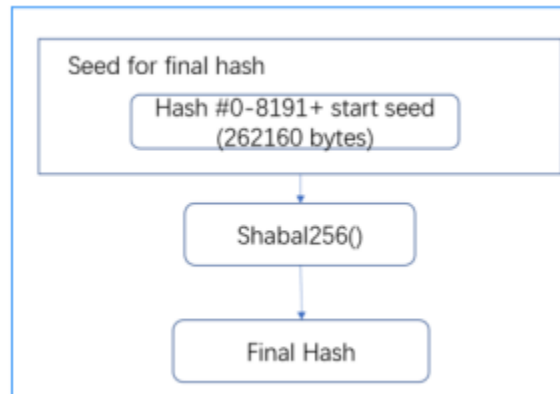 Seed for final hash
Hash #0-8191+ start seed
(262160 bytes)
Shabal256()
Final Hash